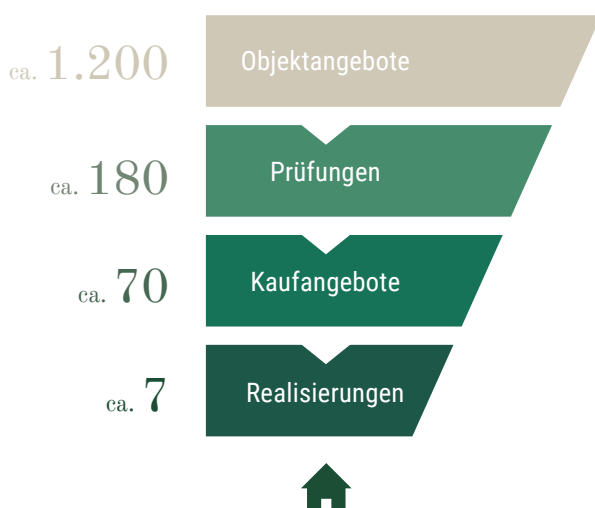 ca. 1.200 Objektangebote
ca. 180 Prüfungen
ca. 70 Kaufangebote
ca. 7 Realisierungen